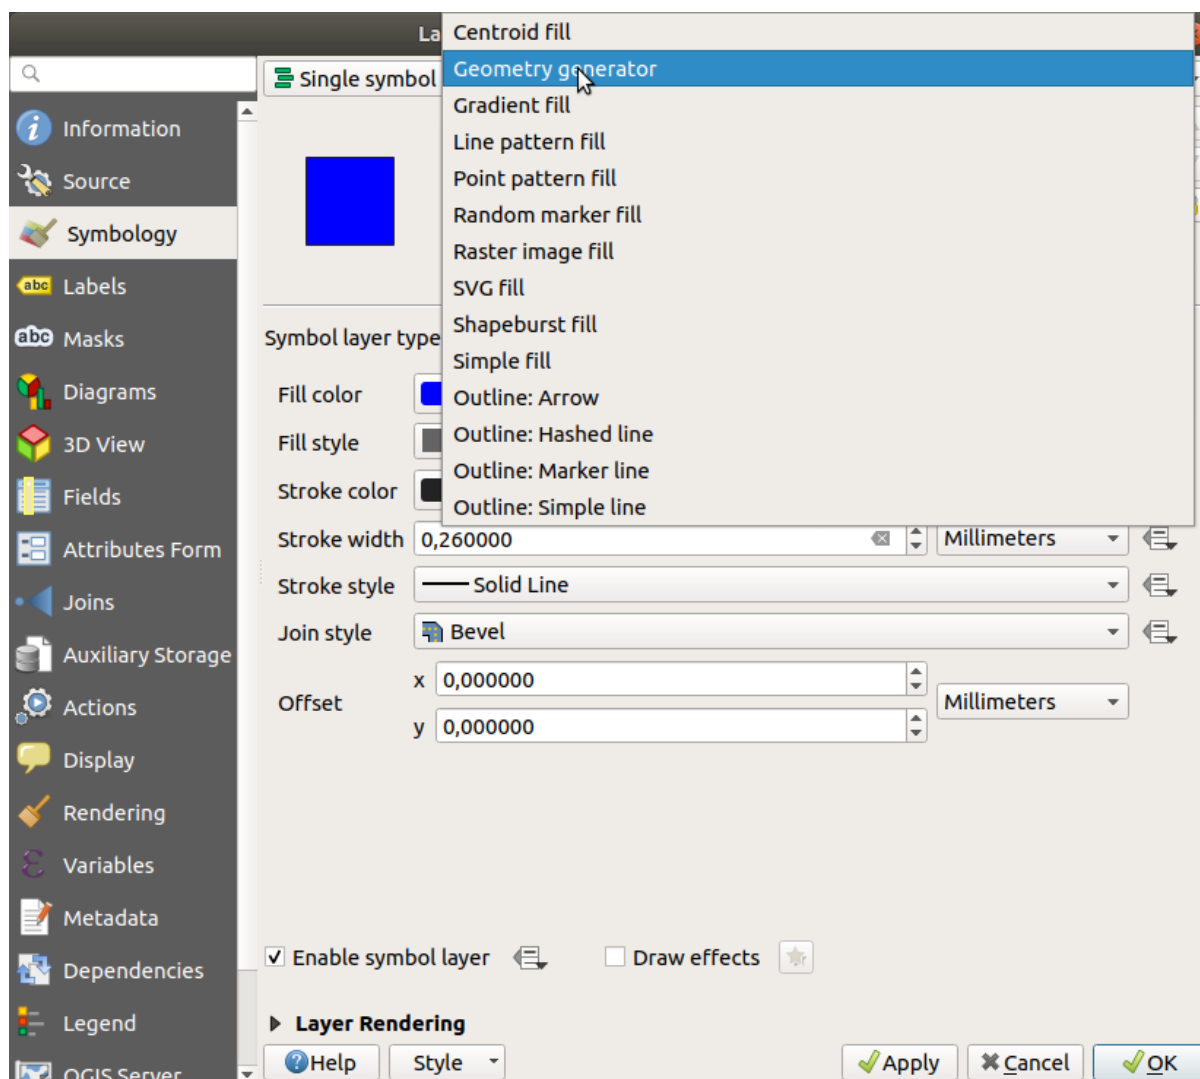 La
Single symbol
Centroid fill
Geometry generator
Gradient fill
Line pattern fill
Point pattern fill
Random marker fill
Raster image fill
SVG fill
Shapeburst fill
Simple fill
Outline: Arrow
Outline: Hashed line
Outline: Marker line
Outline: Simple line
Information
Source
Symbology
abc Labels
abc Masks
Diagrams
3D View
Fields
Attributes Form
Joins
Auxiliary Storage
Actions
Display
Rendering
Variables
Metadata
Dependencies
Legend
QGIS Server
Symbol layer type
Fill color
Fill style
Stroke color
Stroke width 0,260000 Millimeters
Stroke style Solid Line
Join style Bevel
Offset
x 0,000000
y 0,000000
Millimeters
Enable symbol layer Draw effects
Layer Rendering
Help Style Apply Cancel OK